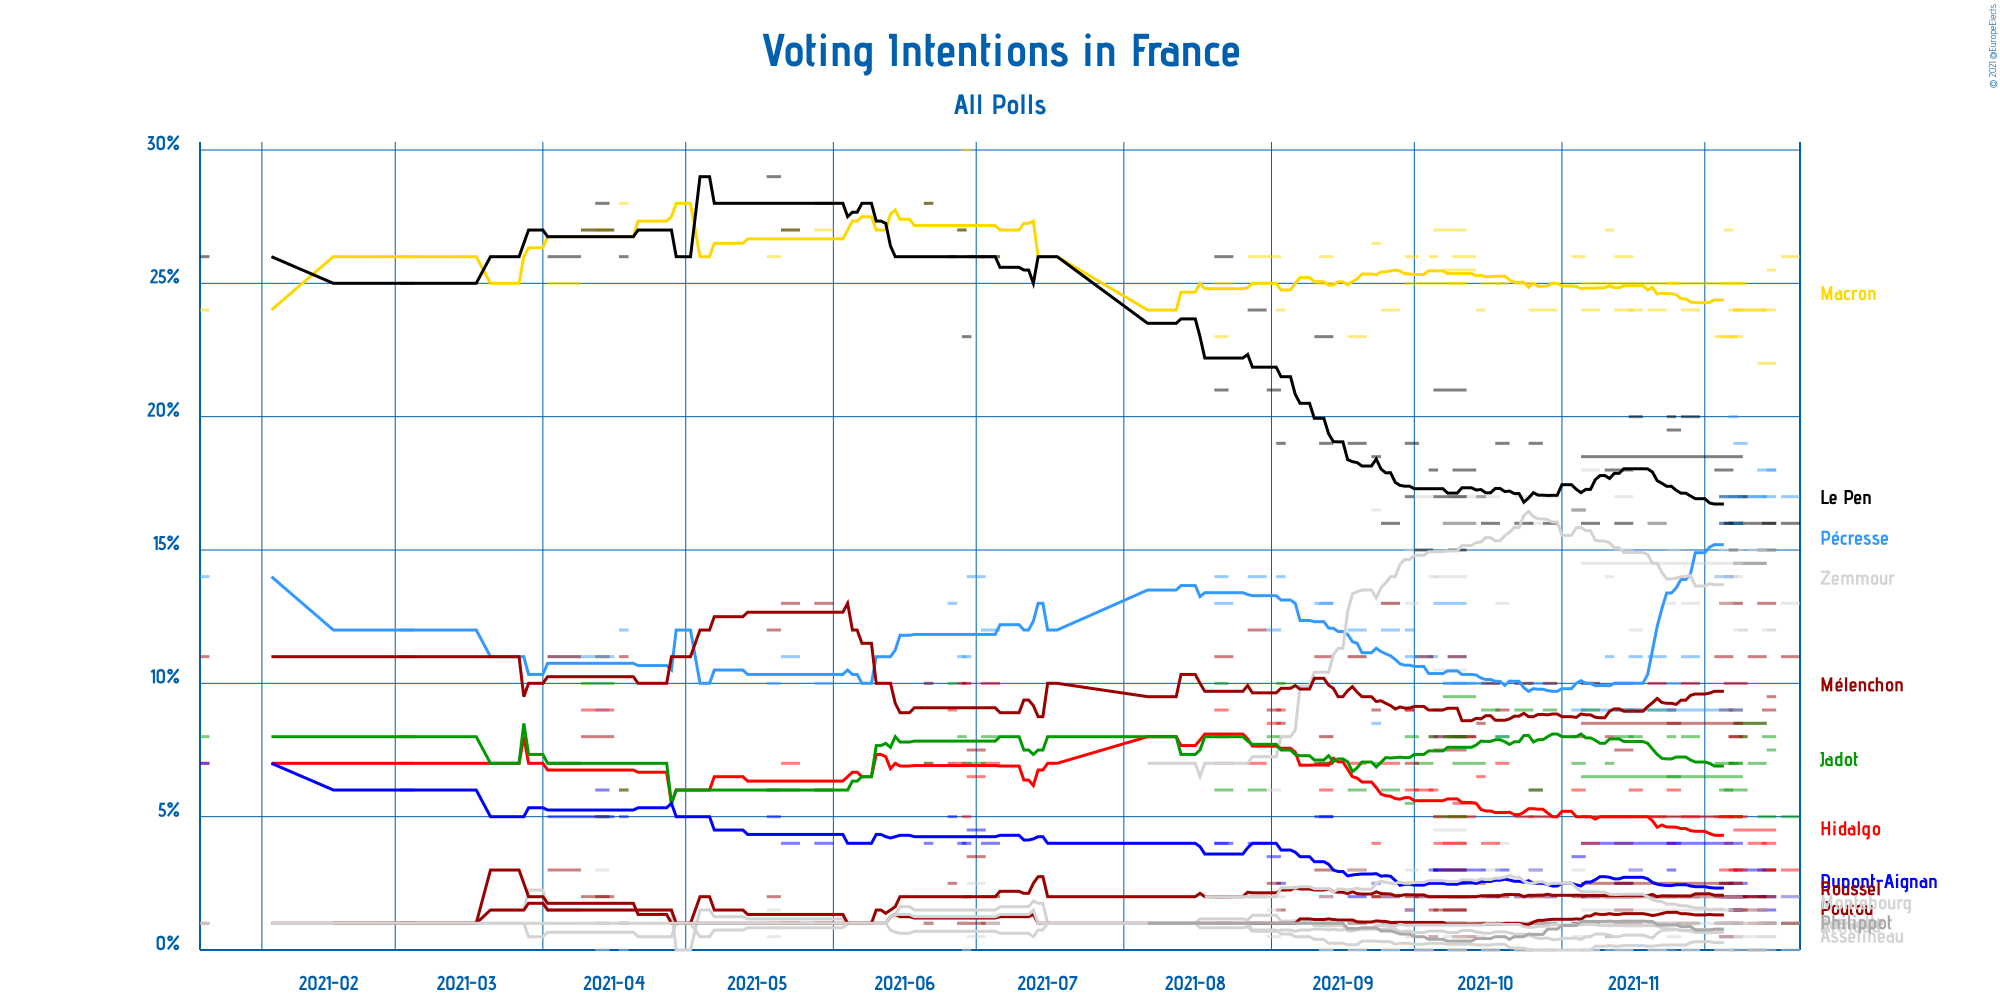 © 2021 @EuropeElects
Voting Intentions in France
All Polls
30%
25%
20%
15%
10%
5%
0%
Macron
Le Pen
Pécresse
Zemmour
Mélenchon
Jadot
Hidalgo
Dupont-Aignan
Roussel
Poutou
Philippot
Asselineau
2021-02 2021-03 2021-04 2021-05 2021-06 2021-07 2021-08 2021-09 2021-10 2021-11